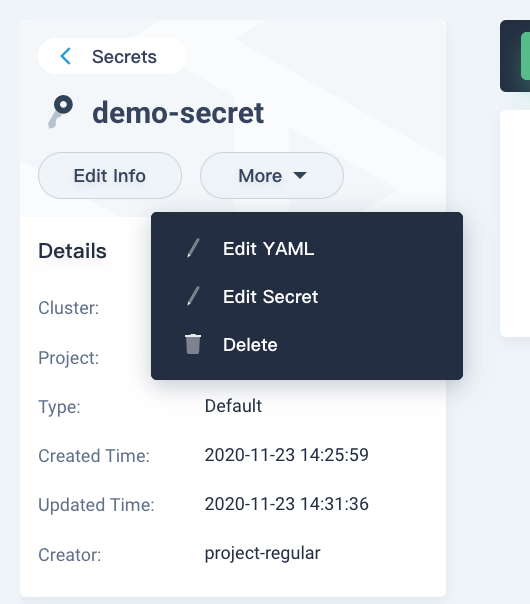 Secrets
demo-secret
Edit Info
More
Details
Edit YAML
Edit Secret
Delete
Cluster:
Project:
Type: Default
Created Time: 2020-11-23 14:25:59
Updated Time: 2020-11-23 14:31:36
Creator: project-regular